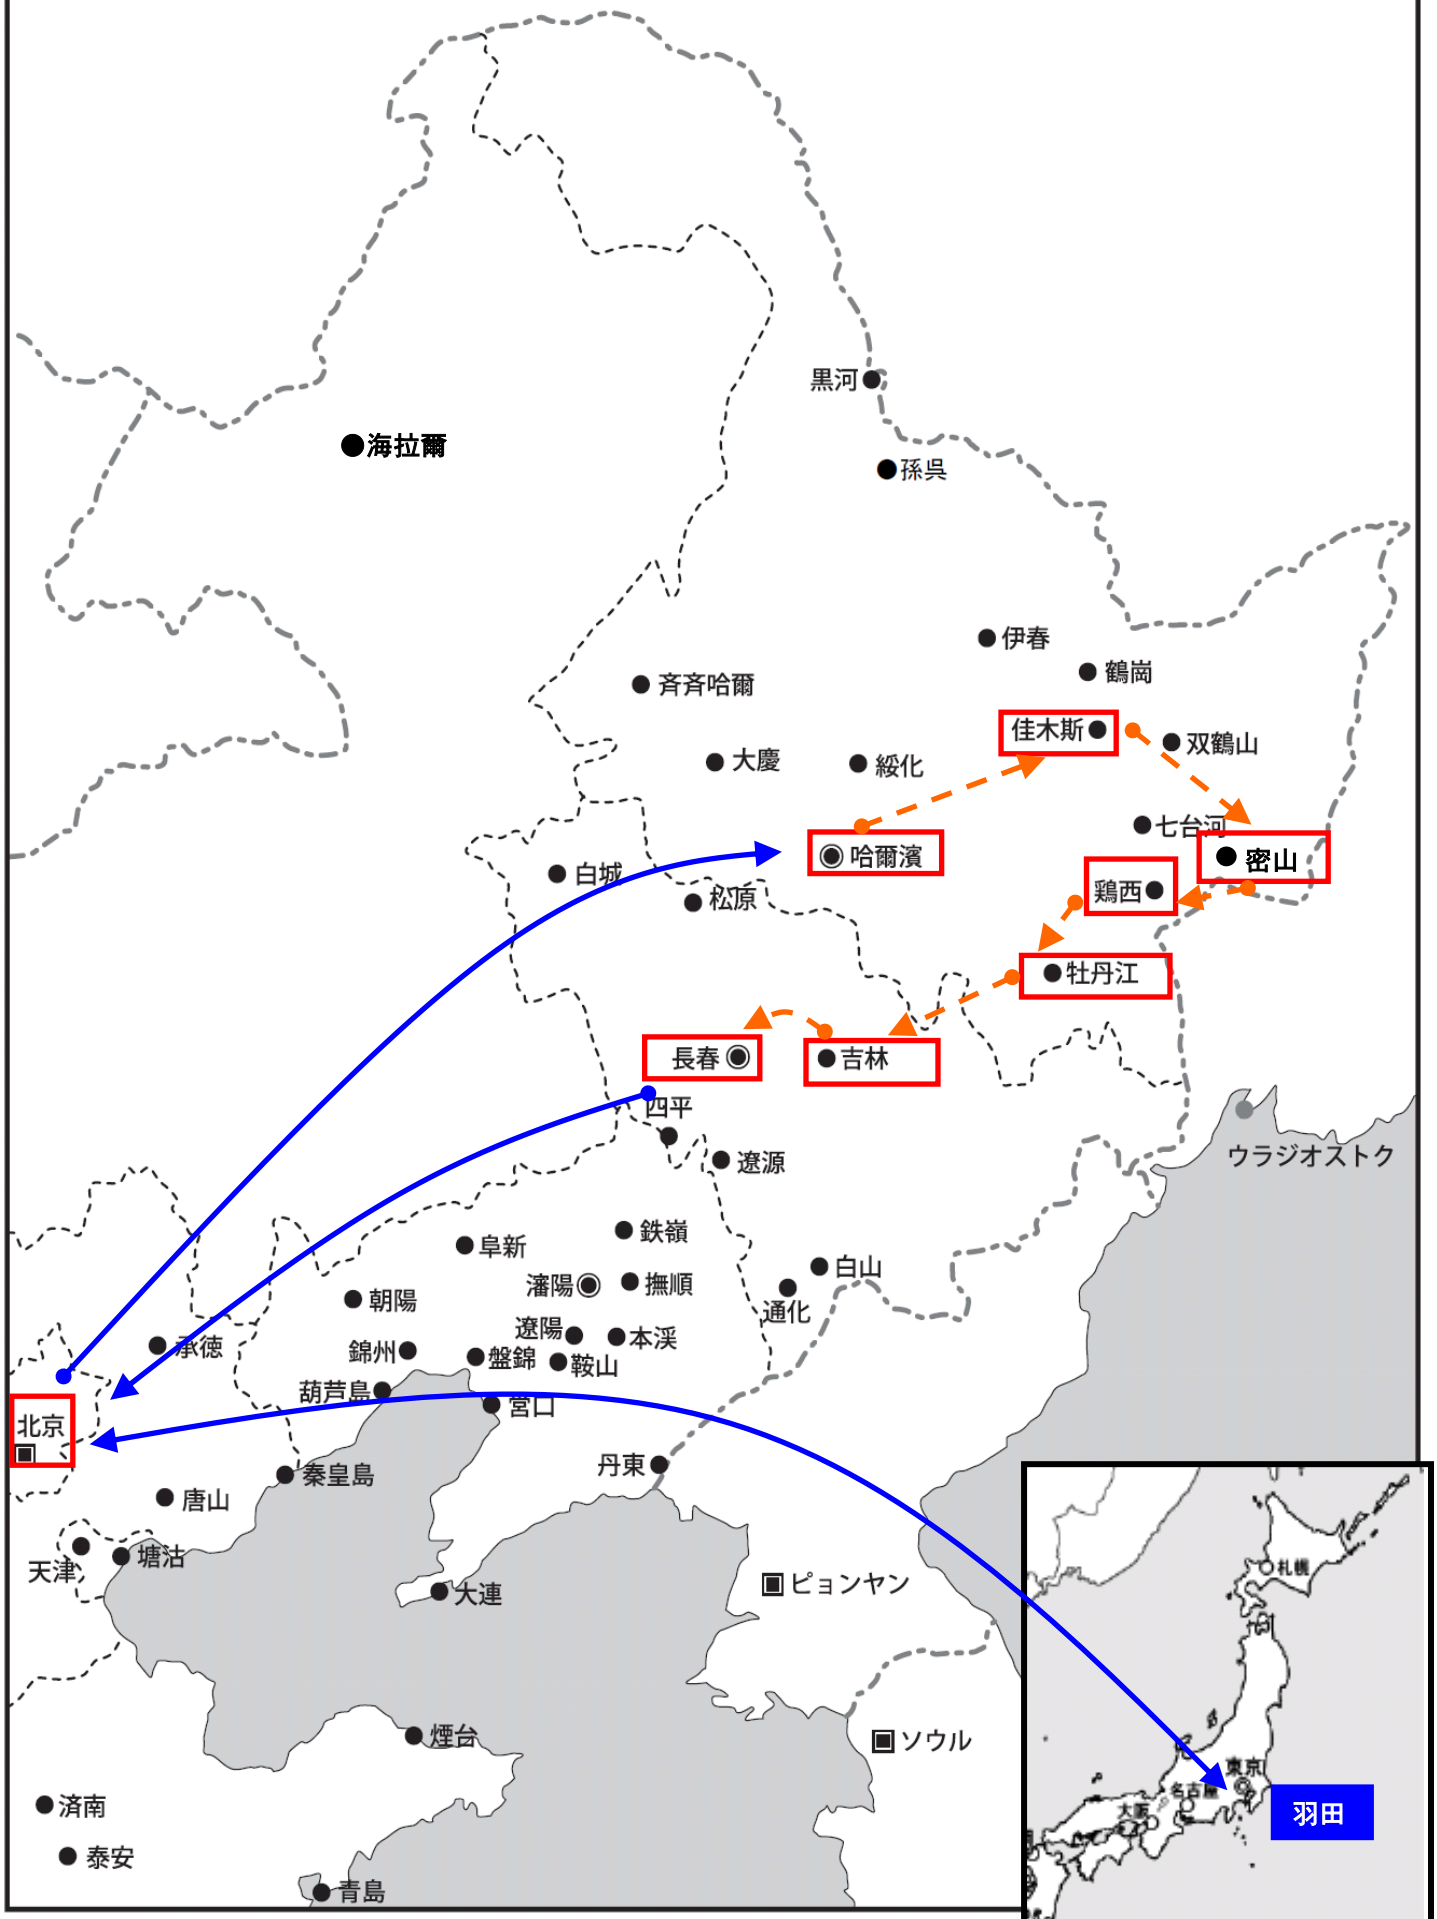 黒河
海拉爾
孫呉
伊春
鶴崗
斉斉哈爾
佳木斯
双鶴山
大慶
綏化
七台河
哈爾濱
密山
白城
鶏西
松原
牡丹江
長春
吉林
四平
ウラジオストク
遼源
鉄嶺
阜新
白山
瀋陽
撫順
朝陽
通化
遼陽
本渓
承徳
錦州
盤錦
鞍山
葫芦島
営口
北京
丹東
秦皇島
唐山
塘沽
天津
札幌
ピョンヤン
大連
煙台
ソウル
東京
名古屋
済南
大阪
羽田
泰安
青島